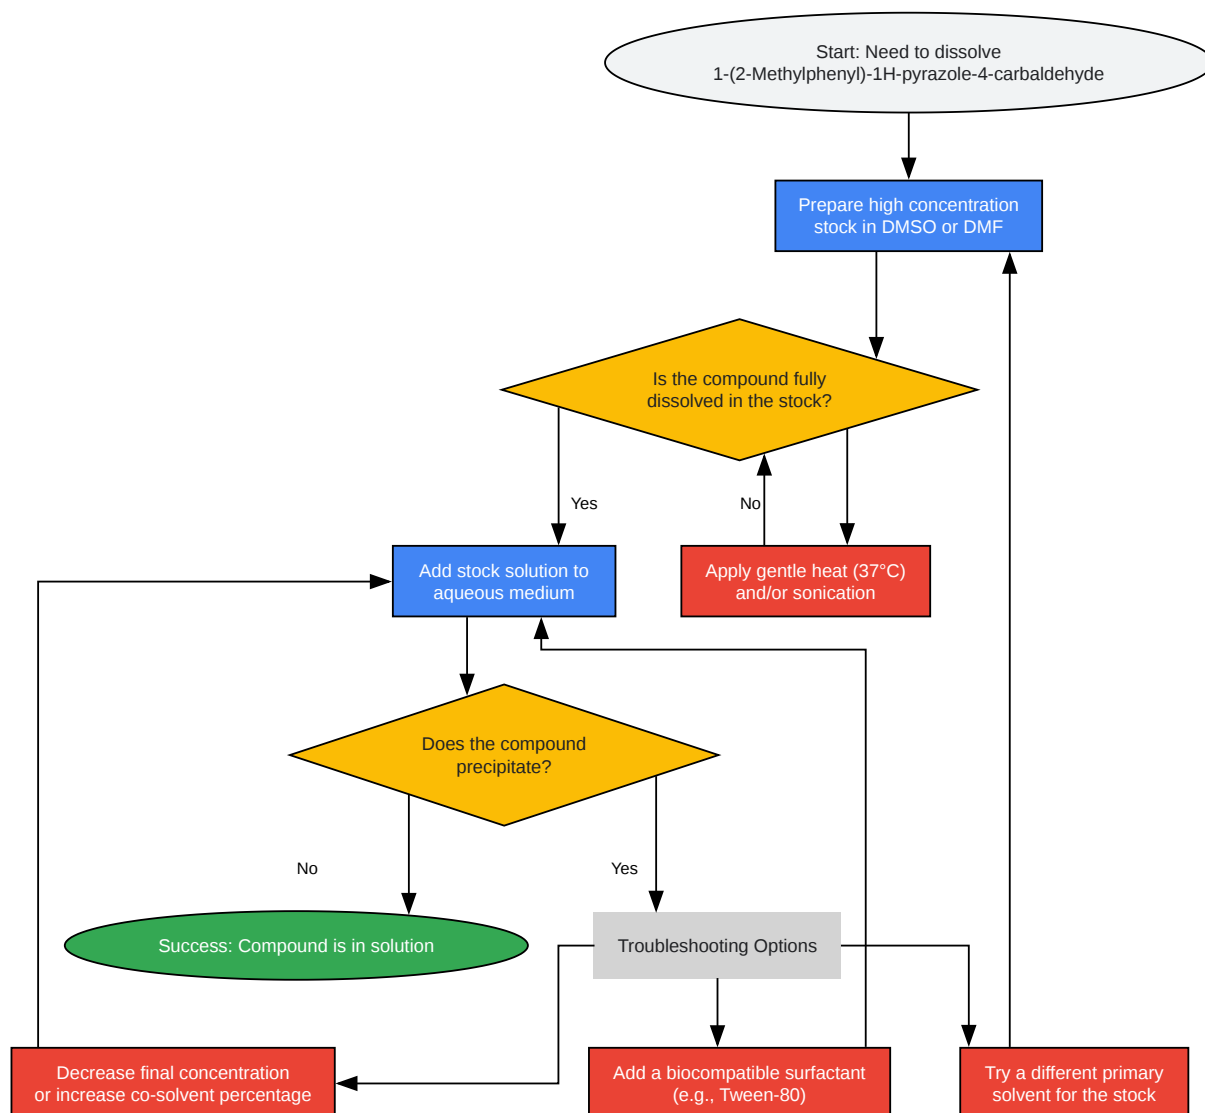 Start: Need to dissolve
1-(2-Methylphenyl)-1H-pyrazole-4-carbaldehyde
Prepare high concentration
stock in DMSO or DMF
Is the compound fully
dissolved in the stock?
Yes
No
Add stock solution to
aqueous medium
Apply gentle heat (37°C)
and/or sonication
Does the compound
precipitate?
No
Yes
Success: Compound is in solution
Troubleshooting Options
Decrease final concentration
or increase co-solvent percentage
Add a biocompatible surfactant
(e.g., Tween-80)
Try a different primary
solvent for the stock